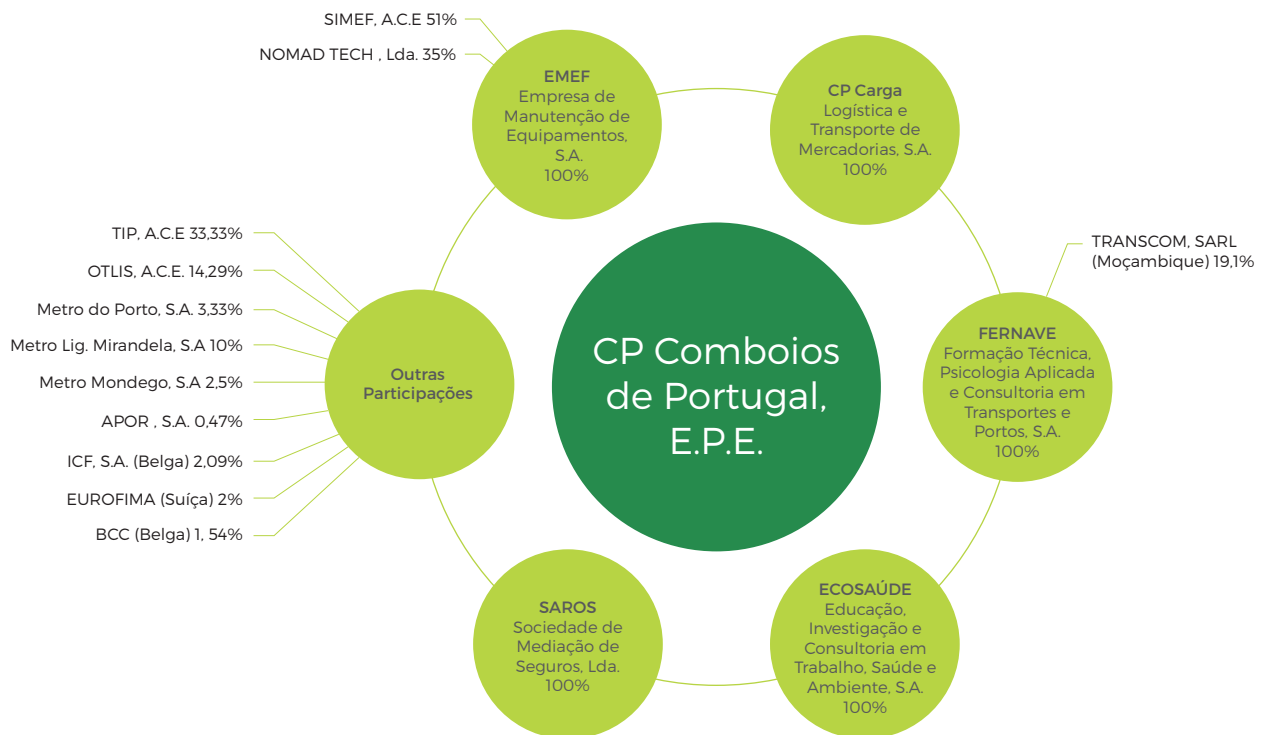 SIMEF, A.C.E 51%
NOMAD TECH , Lda. 35%
EMEF
Empresa de
Manutenção de
Equipamentos,
S.A.
100%
CP Carga
Logística e
Transporte de
Mercadorias, S.A.
100%
TIP, A.C.E 33,33%
OTLIS, A.C.E. 14,29%
Metro do Porto, S.A. 3,33%
Metro Lig. Mirandela, S.A 10%
Metro Mondego, S.A 2,5%
APOR , S.A. 0,47%
ICF, S.A. (Belga) 2,09%
EUROFIMA (Suíça) 2%
BCC (Belga) 1, 54%
Outras
Participações
CP Comboios
de Portugal,
E.P.E.
TRANSCOM, SARL
(Moçambique) 19,1%
FERNAVE
Formação Técnica,
Psicologia Aplicada
e Consultoria em
Transportes e
Portos, S.A.
100%
SAROS
Sociedade de
Mediação de
Seguros, Lda.
100%
ECOSAÚDE
Educação,
Investigação e
Consultoria em
Trabalho, Saúde e
Ambiente, S.A.
100%